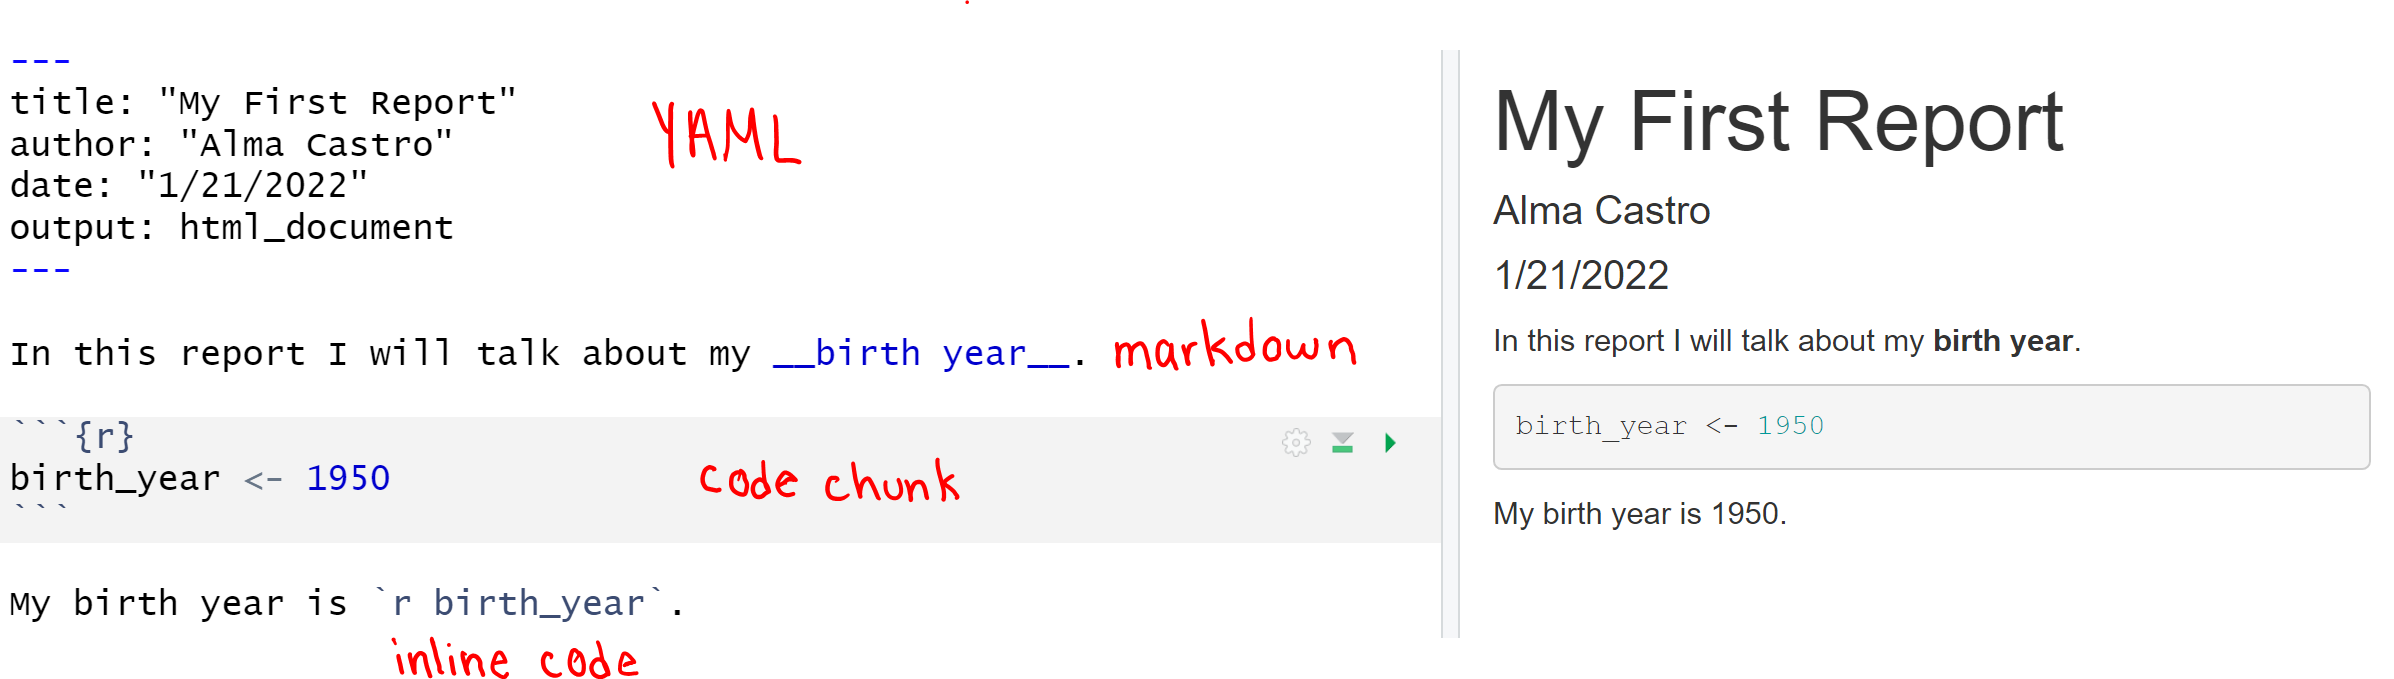 ---
title: "My First Report"
author: "Alma Castro"
date: "1/21/2022"
output: html_document
---
YAML
In this report I will talk about my __birth year__. markdown
```{r}
birth_year <- 1950
```
code chunk
My birth year is `r birth_year`.
inline code
My First Report
Alma Castro
1/21/2022
In this report I will talk about my birth year.
birth_year <- 1950
My birth year is 1950.